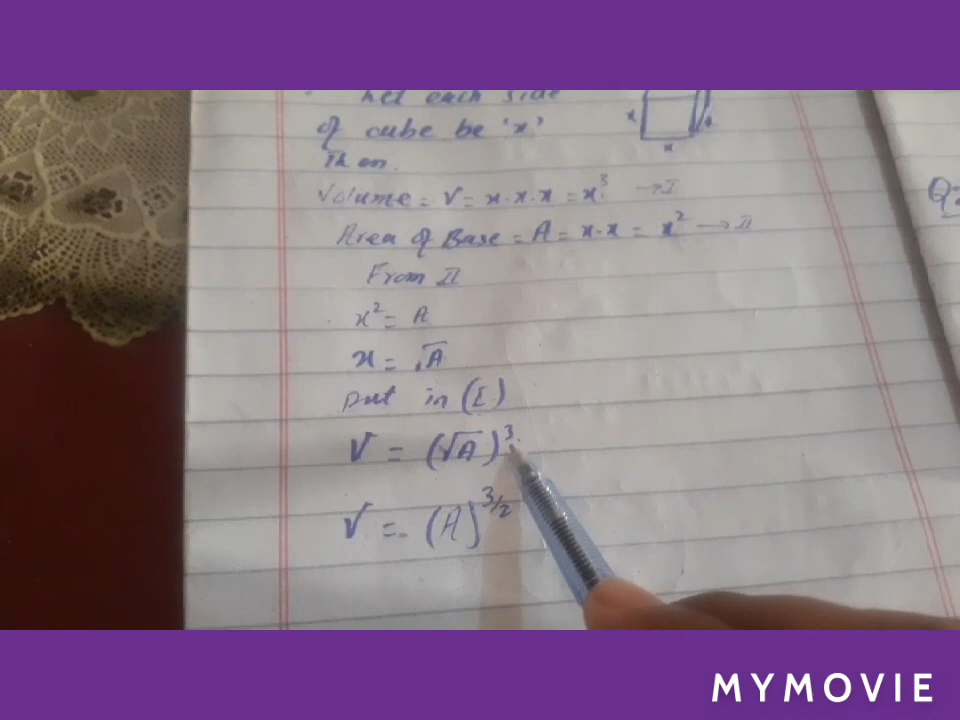 Let each side
of cube be 'x'
Then
Volume = V = x.x.x = x³ → I
Area of Base = A = x.x = x² → II
From II
x² = A
x = √A
put in (I)
V = (√A)³
V = (A)^3/2
x
x
Q
MYMOVIE